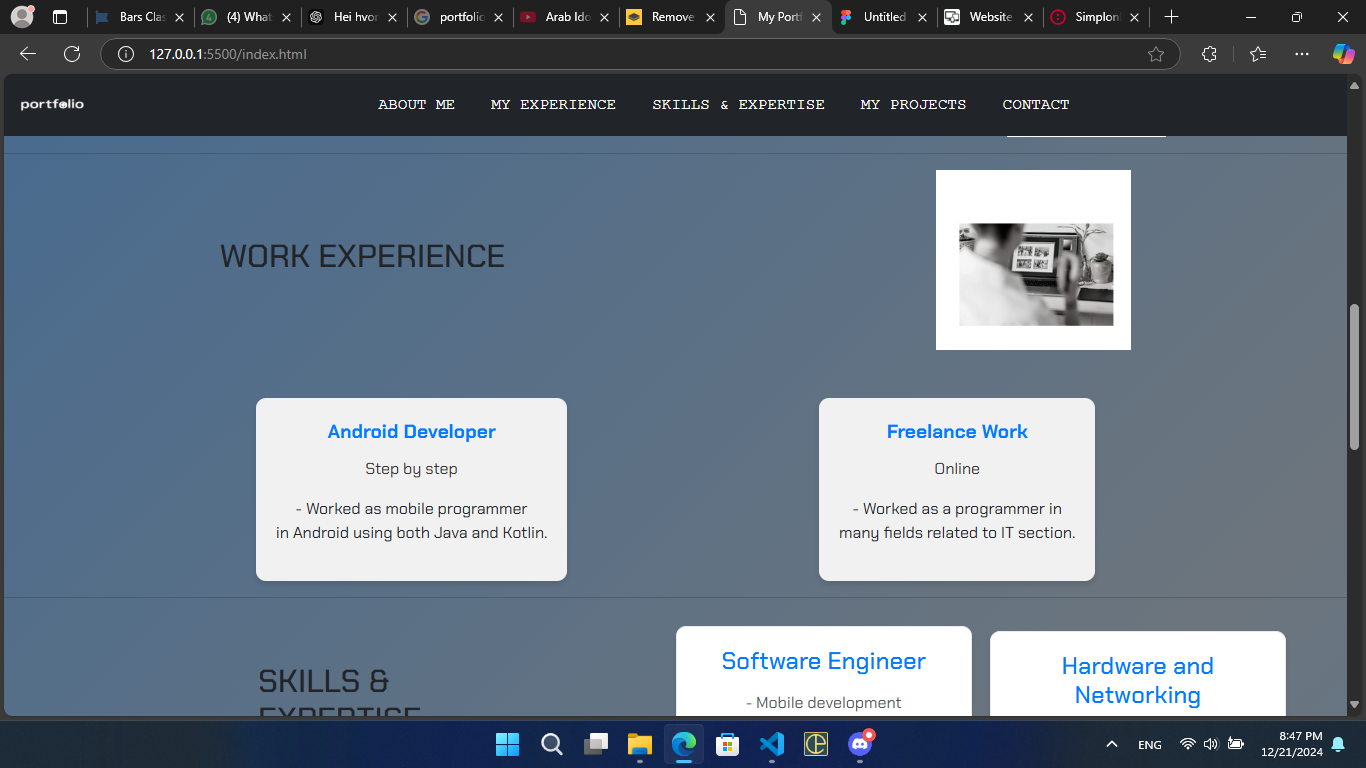 Bars Clas
(4) What
Hei hvor
portfolio
Arab Ido
Remove
My Portf
Untitled
Website
Simplon
127.0.0.1:5500/index.html
portfolio
ABOUT ME
MY EXPERIENCE
SKILLS & EXPERTISE
MY PROJECTS
CONTACT
WORK EXPERIENCE
Android Developer
Step by step
- Worked as mobile programmer
in Android using both Java and Kotlin.
Freelance Work
Online
- Worked as a programmer in
many fields related to IT section.
SKILLS &
EXPERTISE
Software Engineer
- Mobile development
Hardware and
Networking
ENG
8:47 PM
12/21/2024